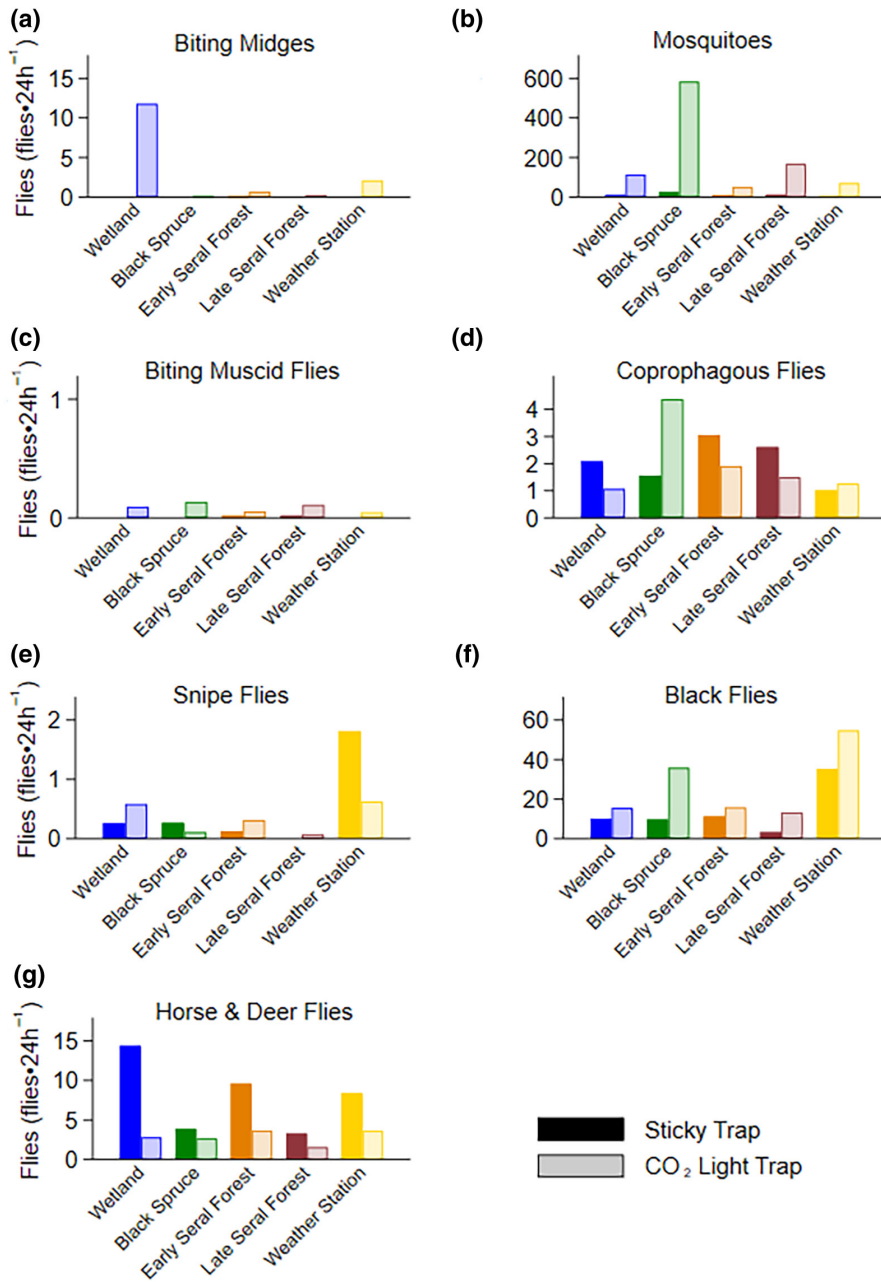 (a)
Biting Midges
Flies (flies•24h⁻¹)
15
10
5
0
Wetland
Black Spruce
Early Seral Forest
Late Seral Forest
Weather Station
(b)
Mosquitoes
600
400
200
0
Wetland
Black Spruce
Early Seral Forest
Late Seral Forest
Weather Station
(c)
Biting Muscid Flies
Flies (flies•24h⁻¹)
1
0
Wetland
Black Spruce
Early Seral Forest
Late Seral Forest
Weather Station
(d)
Coprophagous Flies
4
3
2
1
0
Wetland
Black Spruce
Early Seral Forest
Late Seral Forest
Weather Station
(e)
Snipe Flies
Flies (flies•24h⁻¹)
2
1
0
Wetland
Black Spruce
Early Seral Forest
Late Seral Forest
Weather Station
(f)
Black Flies
60
40
20
0
Wetland
Black Spruce
Early Seral Forest
Late Seral Forest
Weather Station
(g)
Horse & Deer Flies
Flies (flies•24h⁻¹)
15
10
5
0
Wetland
Black Spruce
Early Seral Forest
Late Seral Forest
Weather Station
Sticky Trap
CO₂ Light Trap